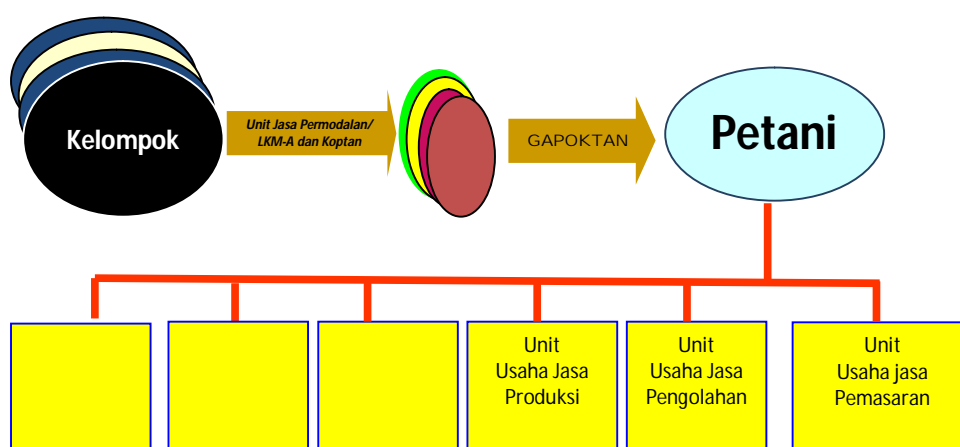 Kelompok
Unit Jasa Permodalan/
LKM-A dan Koptan
GAPOKTAN
Petani
Unit
Usaha Jasa
Produksi
Unit
Usaha Jasa
Pengolahan
Unit
Usaha jasa
Pemasaran